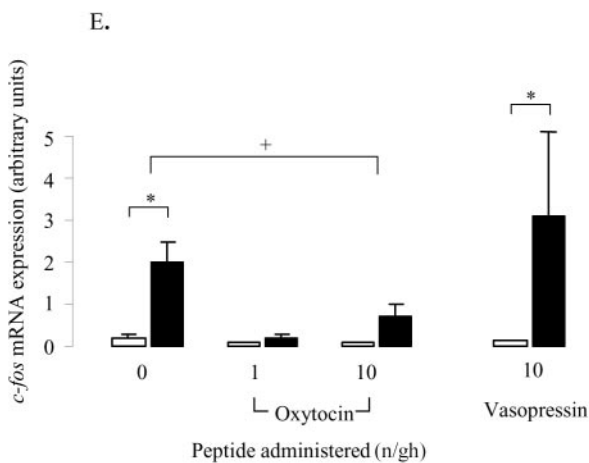 E.
c-fos mRNA expression (arbitrary units)
5
4
3
2
1
0
*
+
*
0 1 10 10
Oxytocin Vasopressin
Peptide administered (n/gh)